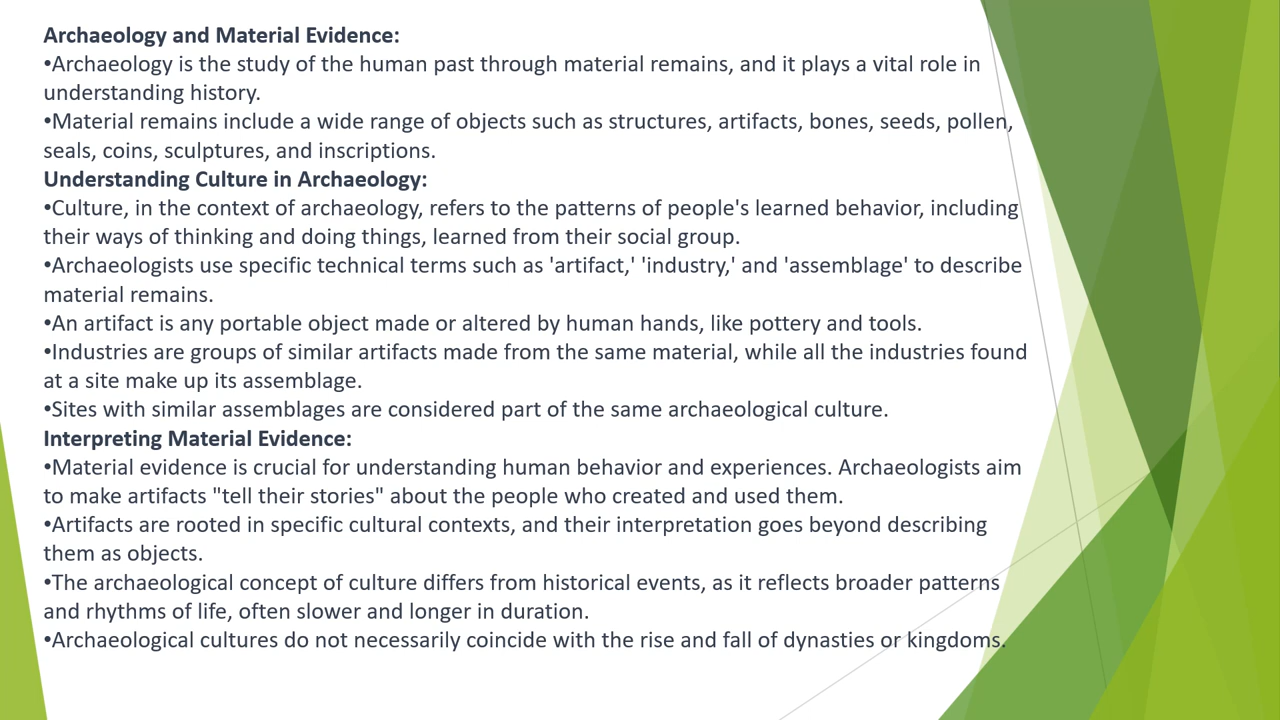 Archaeology and Material Evidence:
•Archaeology is the study of the human past through material remains, and it plays a vital role in
understanding history.
•Material remains include a wide range of objects such as structures, artifacts, bones, seeds, pollen,
seals, coins, sculptures, and inscriptions.
Understanding Culture in Archaeology:
•Culture, in the context of archaeology, refers to the patterns of people's learned behavior, including
their ways of thinking and doing things, learned from their social group.
•Archaeologists use specific technical terms such as 'artifact,' 'industry,' and 'assemblage' to describe
material remains.
•An artifact is any portable object made or altered by human hands, like pottery and tools.
•Industries are groups of similar artifacts made from the same material, while all the industries found
at a site make up its assemblage.
•Sites with similar assemblages are considered part of the same archaeological culture.
Interpreting Material Evidence:
•Material evidence is crucial for understanding human behavior and experiences. Archaeologists aim
to make artifacts "tell their stories" about the people who created and used them.
•Artifacts are rooted in specific cultural contexts, and their interpretation goes beyond describing
them as objects.
•The archaeological concept of culture differs from historical events, as it reflects broader patterns
and rhythms of life, often slower and longer in duration.
•Archaeological cultures do not necessarily coincide with the rise and fall of dynasties or kingdoms.